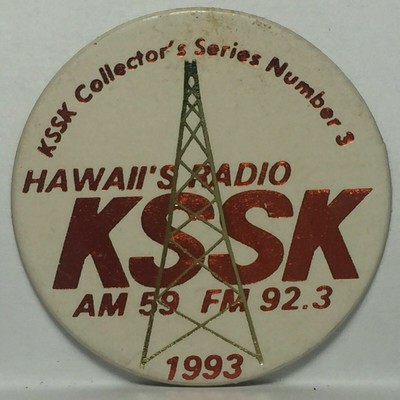 KSSK Collector's Series Number 3
HAWAII'S RADIO
KSSK
AM 59 FM 92.3
1993